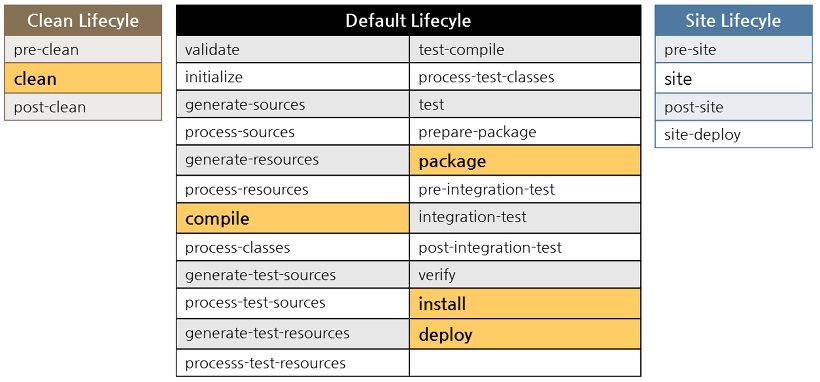 Clean Lifecyle
pre-clean
clean
post-clean
Default Lifecyle
validate
initialize
generate-sources
process-sources
generate-resources
process-resources
compile
process-classes
generate-test-sources
process-test-sources
generate-test-resources
processs-test-resources
test-compile
process-test-classes
test
prepare-package
package
pre-integration-test
integration-test
post-integration-test
verify
install
deploy
Site Lifecyle
pre-site
site
post-site
site-deploy